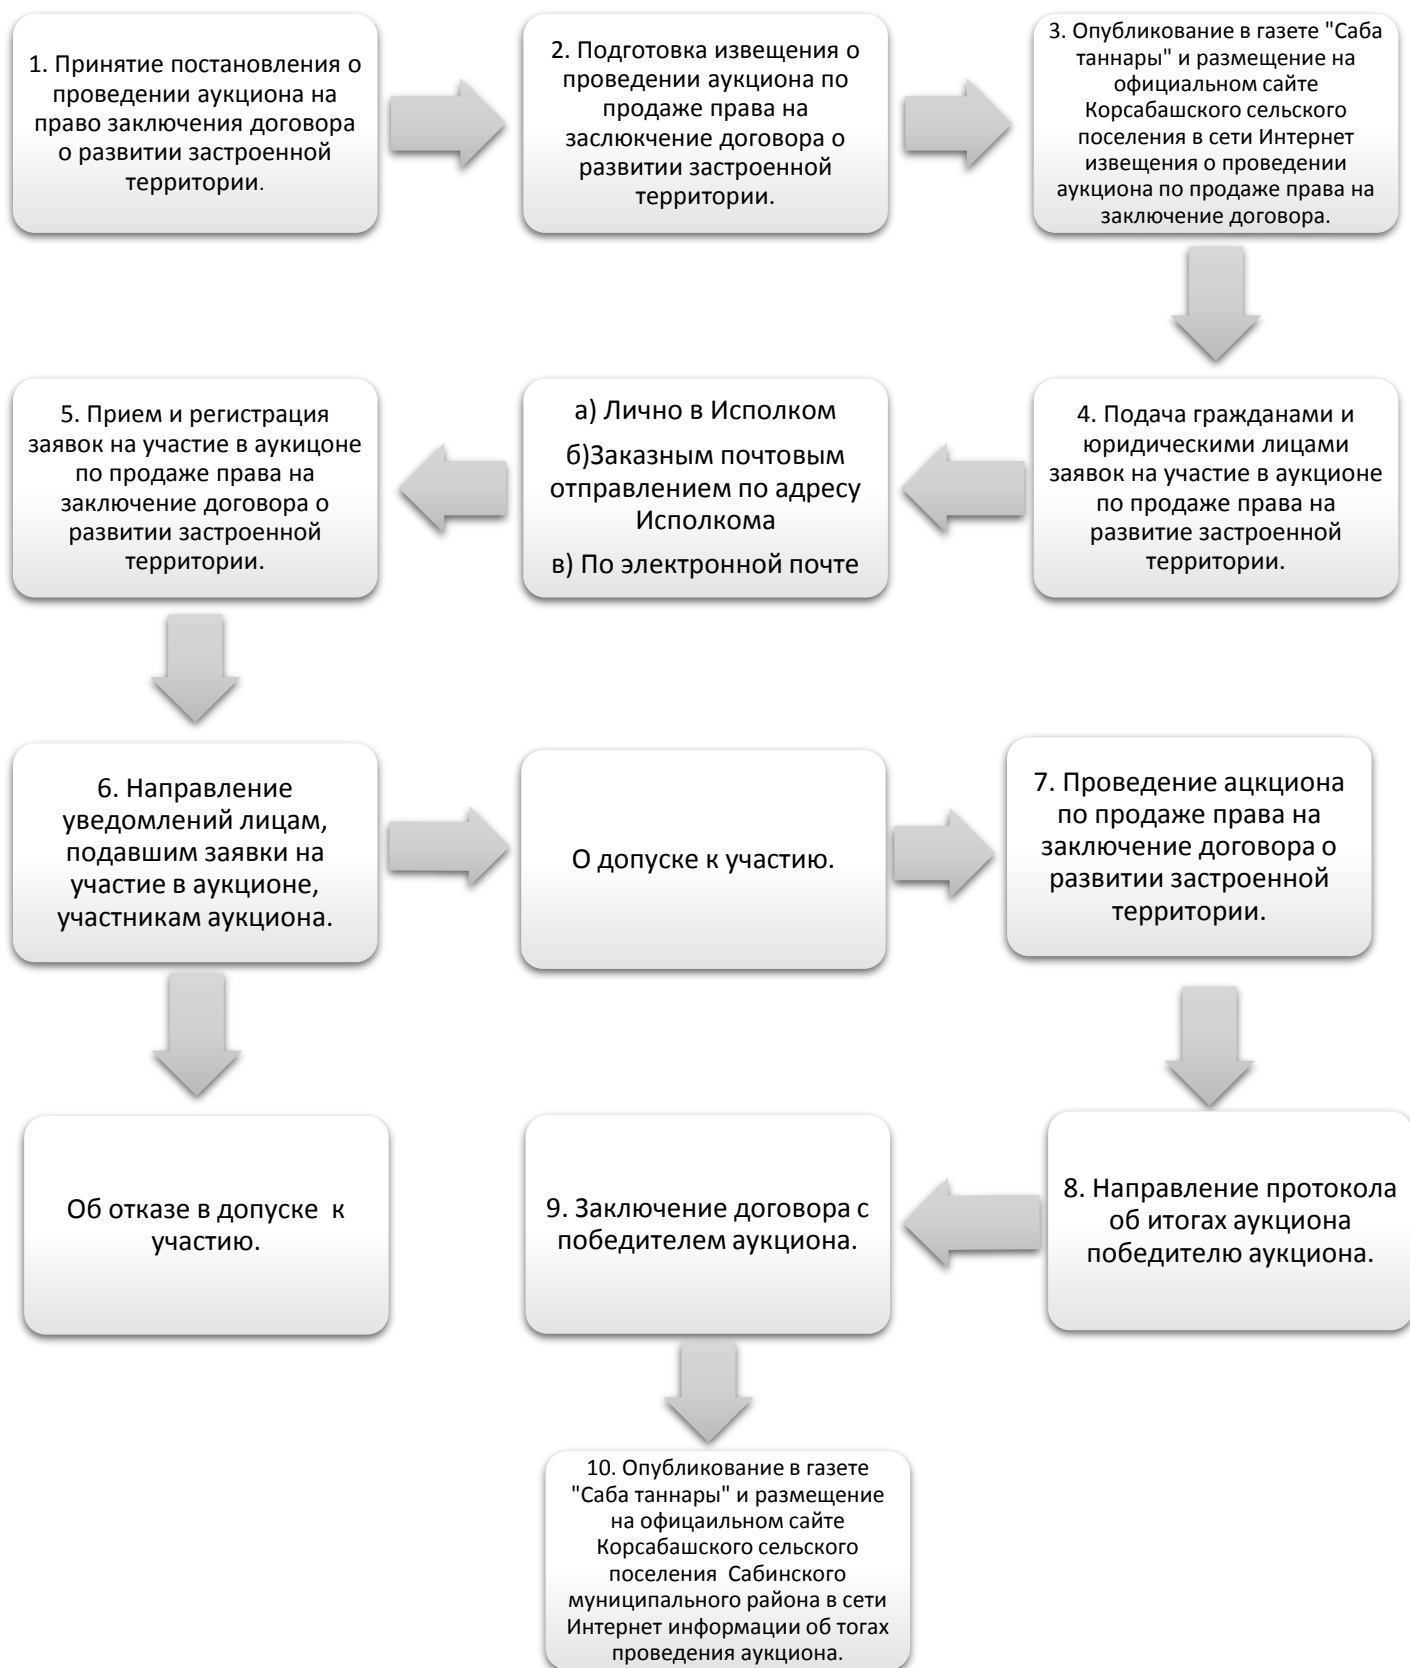 1. Принятие постановления о
проведении аукциона на
право заключения договора
о развитии застроенной
территории.
2. Подготовка извещения о
проведении аукциона по
продаже права на
заслюкчение договора о
развитии застроенной
территории.
3. Опубликование в газете "Саба
таннары" и размещение на
официальном сайте
Корсабашского сельского
поселения в сети Интернет
извещения о проведении
аукциона по продаже права на
заключение договора.
4. Подача гражданами и
юридическими лицами
заявок на участие в аукционе
по продаже права на
развитие застроенной
территории.
а) Лично в Исполком
б)Заказным почтовым
отправлением по адресу
Исполкома
в) По электронной почте
5. Прием и регистрация
заявок на участие в аукицоне
по продаже права на
заключение договора о
развитии застроенной
территории.
6. Направление
уведомлений лицам,
подавшим заявки на
участие в аукционе,
участникам аукциона.
О допуске к участию.
7. Проведение ацкциона
по продаже права на
заключение договора о
развитии застроенной
территории.
Об отказе в допуске  к
участию.
8. Направление протокола
об итогах аукциона
победителю аукциона.
9. Заключение договора с
победителем аукциона.
10. Опубликование в газете
"Саба таннары" и размещение
на официаильном сайте
Корсабашского сельского
поселения  Сабинского
муниципального района в сети
Интернет информации об тогах
проведения аукциона.